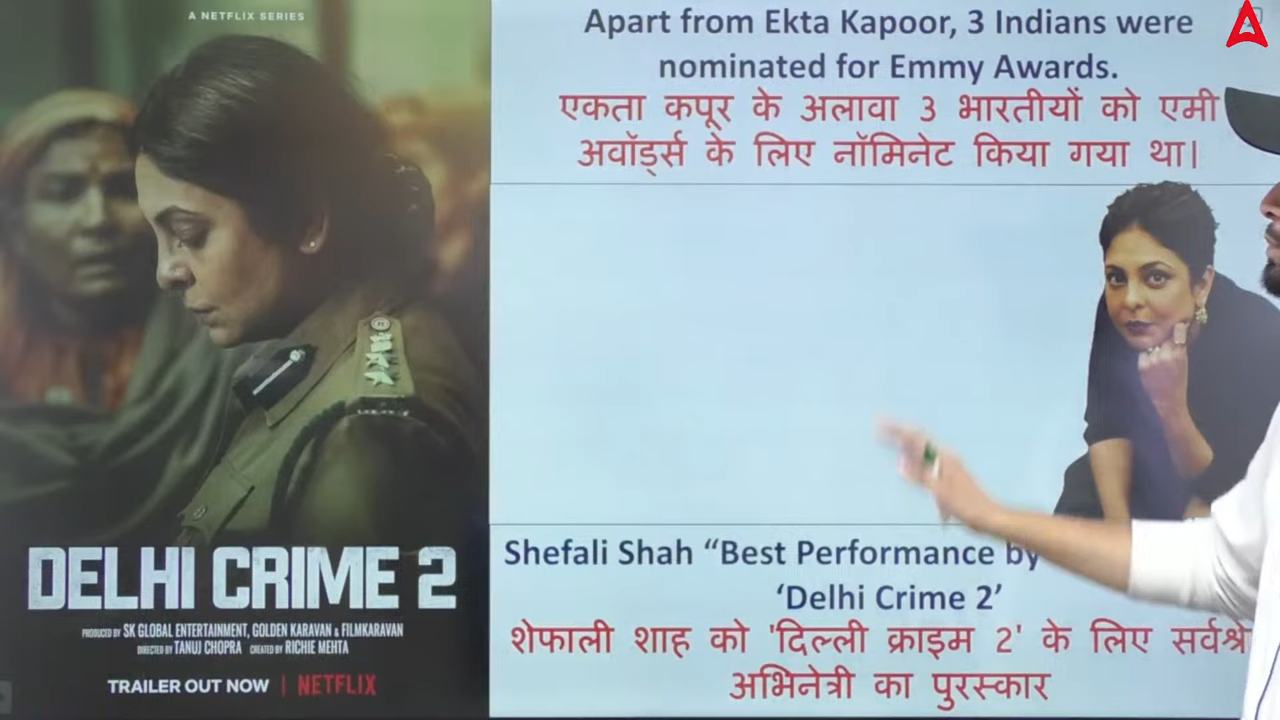 A NETFLIX SERIES
DELHI CRIME 2
PRODUCED BY SK GLOBAL ENTERTAINMENT, GOLDEN KARAVAN & FILMKARAVAN
DIRECTED BY TANUJ CHOPRA CREATED BY RICHIE MEHTA
TRAILER OUT NOW | NETFLIX
Apart from Ekta Kapoor, 3 Indians were
nominated for Emmy Awards.
एकता कपूर के अलावा 3 भारतीयों को एमी
अवॉर्ड्स के लिए नॉमिनेट किया गया था।
Shefali Shah “Best Performance by
‘Delhi Crime 2’
शेफाली शाह को 'दिल्ली क्राइम 2' के लिए सर्वश्रे
अभिनेत्री का पुरस्कार